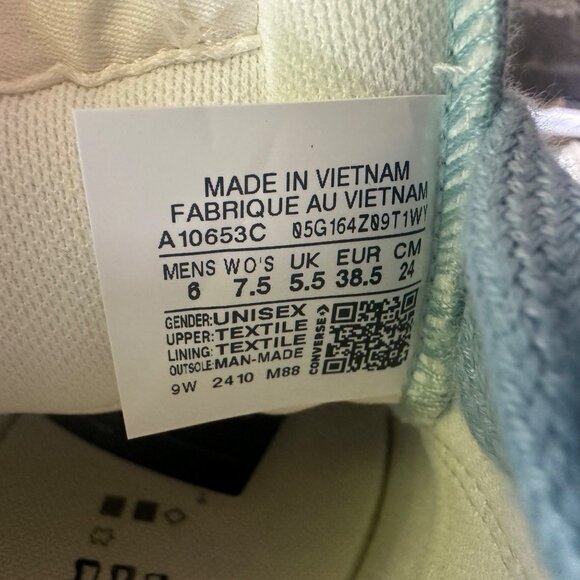 MADE IN VIETNAM
FABRIQUE AU VIETNAM
A10653C 05G164Z09T1WY
MENS WO'S UK EUR CM
6 7.5 5.5 38.5 24
GENDER: UNISEX
UPPER: TEXTILE
LINING: TEXTILE
OUTSOLE: MAN-MADE
9W 2410 M88
CONVERSE